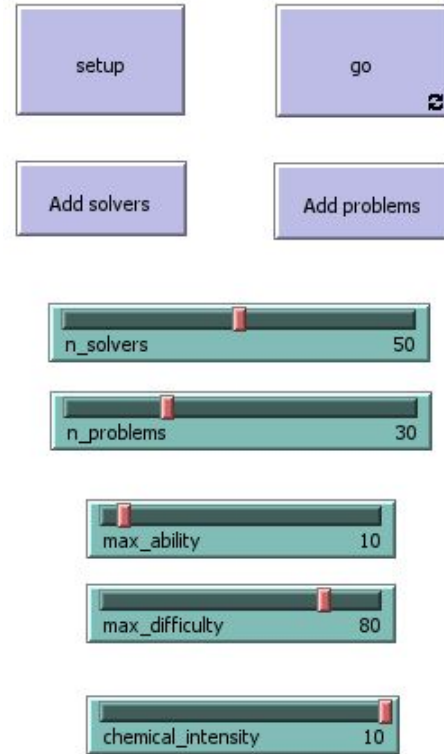 setup
go
Add solvers
Add problems
n_solvers 50
n_problems 30
max_ability 10
max_difficulty 80
chemical_intensity 10